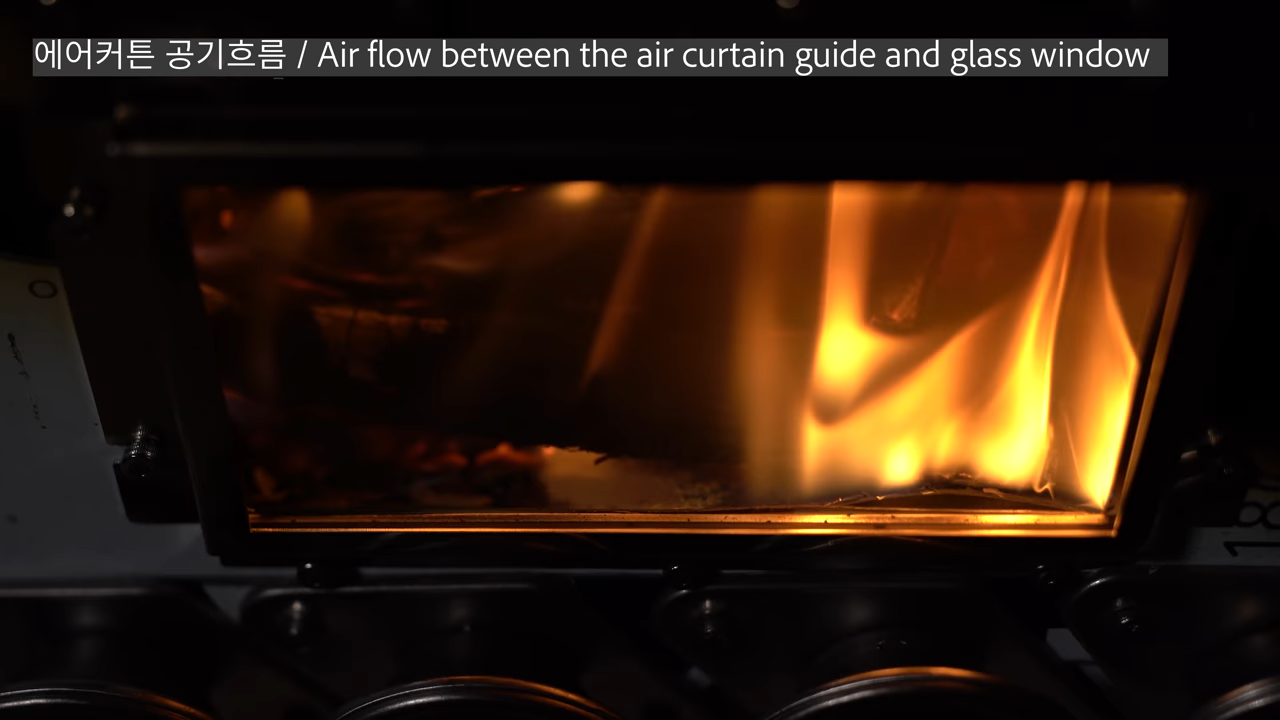 에어커튼 공기흐름 / Air flow between the air curtain guide and glass window